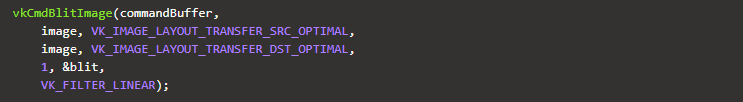 vkCmdBlitImage(commandBuffer,
    image, VK_IMAGE_LAYOUT_TRANSFER_SRC_OPTIMAL,
    image, VK_IMAGE_LAYOUT_TRANSFER_DST_OPTIMAL,
    1, &blit,
    VK_FILTER_LINEAR);